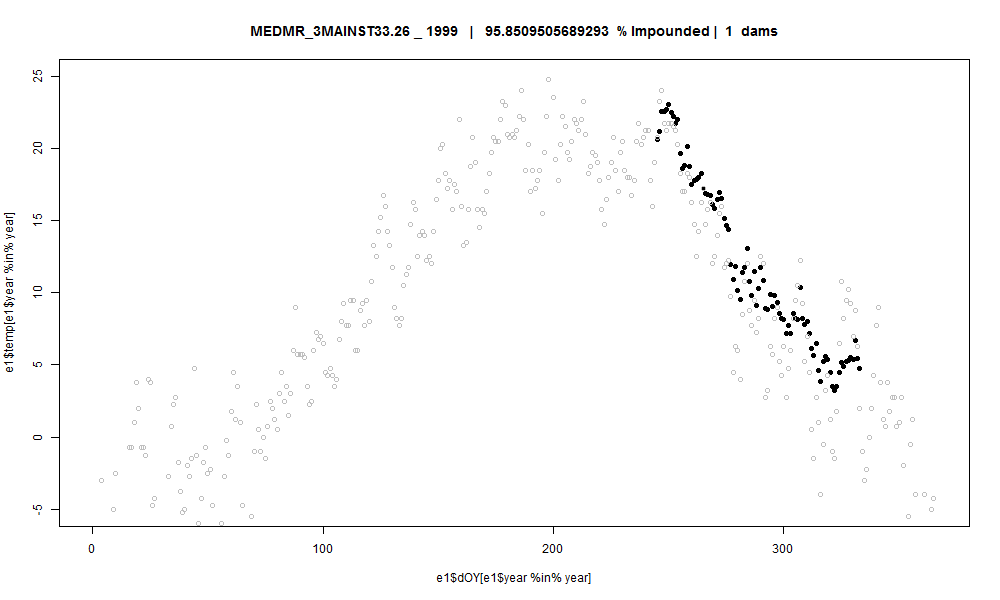 MEDMR_3MAINST33.26 _ 1999 | 95.8509505689293 % Impounded | 1 dams
e1$temp[e1$year %in% year]
25
20
15
10
5
0
-5
0 100 200 300
e1$dOY[e1$year %in% year]